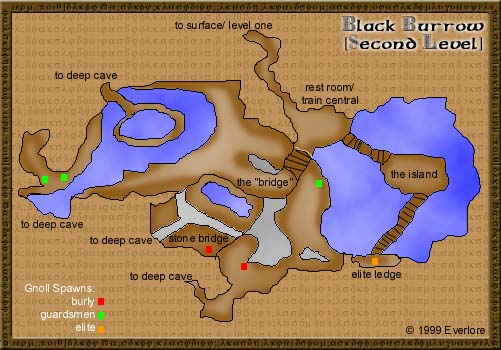 Black Burrow
[Second Level]
to surface/ level one
to deep cave
rest room/
train central
the island
the "bridge"
to deep cave
to deep cave
stone bridge
to deep cave
elite ledge
Gnoll Spawns:
burly
guardsmen
elite
© 1999 Everlore